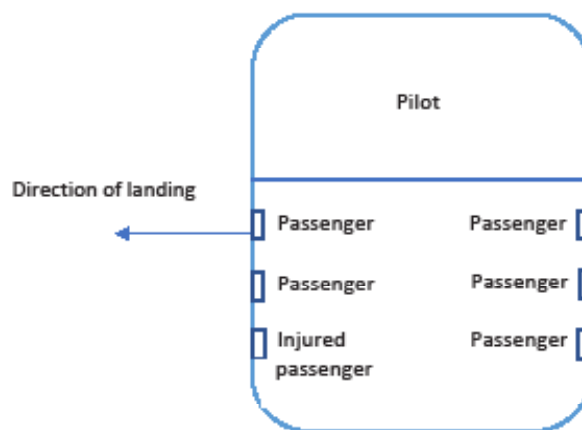 Pilot
Direction of landing
Passenger Passenger
Passenger Passenger
Injured Passenger
passenger